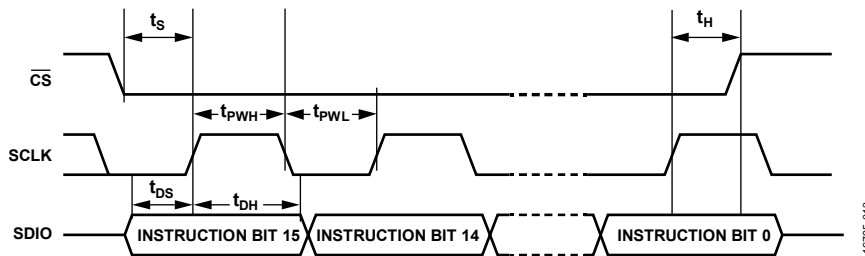 tS
tH
CS
tPWH
tPWL
SCLK
tDS
tDH
SDIO
INSTRUCTION BIT 15
INSTRUCTION BIT 14
INSTRUCTION BIT 0